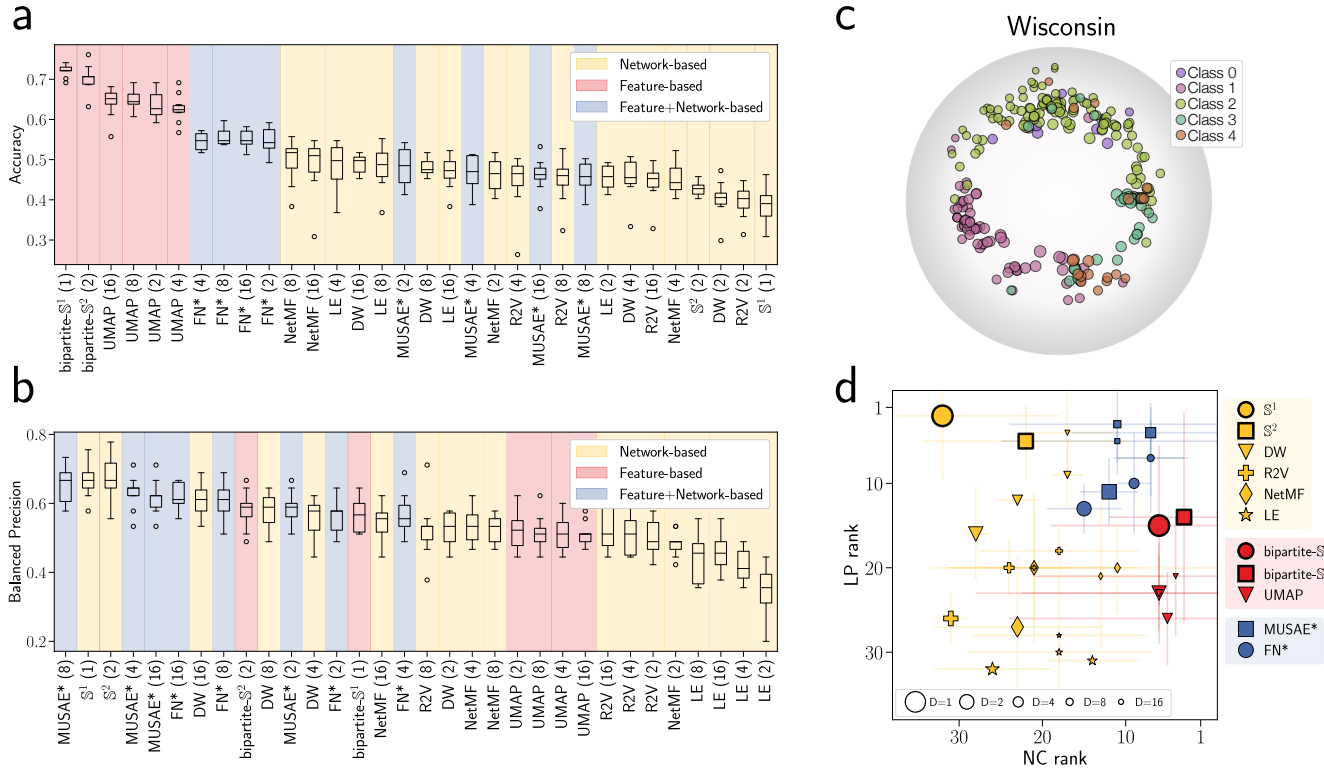 a
Accuracy
0.7
0.6
0.5
0.4
0.3
Network-based
Feature-based
Feature+Network-based
bipartite-𝕊¹ (1)
bipartite-𝕊² (2)
UMAP (16)
UMAP (8)
UMAP (2)
UMAP (4)
FN* (4)
FN* (8)
FN* (16)
FN* (2)
NetMF (8)
NetMF (16)
LE (4)
DW (16)
LE (8)
MUSAE* (2)
DW (8)
LE (16)
MUSAE* (4)
NetMF (2)
R2V (4)
MUSAE* (16)
R2V (8)
MUSAE* (8)
LE (2)
DW (4)
R2V (16)
NetMF (4)
𝕊² (2)
DW (2)
R2V (2)
𝕊¹ (1)
b
Balanced Precision
0.8
0.6
0.4
0.2
Network-based
Feature-based
Feature+Network-based
MUSAE* (8)
𝕊¹ (1)
𝕊² (2)
MUSAE* (4)
MUSAE* (16)
FN* (16)
DW (16)
FN* (8)
bipartite-𝕊² (2)
DW (8)
MUSAE* (2)
DW (4)
FN* (2)
bipartite-𝕊¹ (1)
NetMF (16)
FN* (4)
R2V (8)
DW (2)
NetMF (4)
NetMF (8)
UMAP (2)
UMAP (8)
UMAP (4)
UMAP (16)
R2V (16)
R2V (4)
R2V (2)
NetMF (2)
LE (8)
LE (16)
LE (4)
LE (2)
c
Wisconsin
Class 0
Class 1
Class 2
Class 3
Class 4
d
LP rank
1
10
20
30
D=1
D=2
D=4
D=8
D=16
30
20
10
1
NC rank
𝕊¹
𝕊²
DW
R2V
NetMF
LE
bipartite-𝕊
bipartite-𝕊
UMAP
MUSAE*
FN*